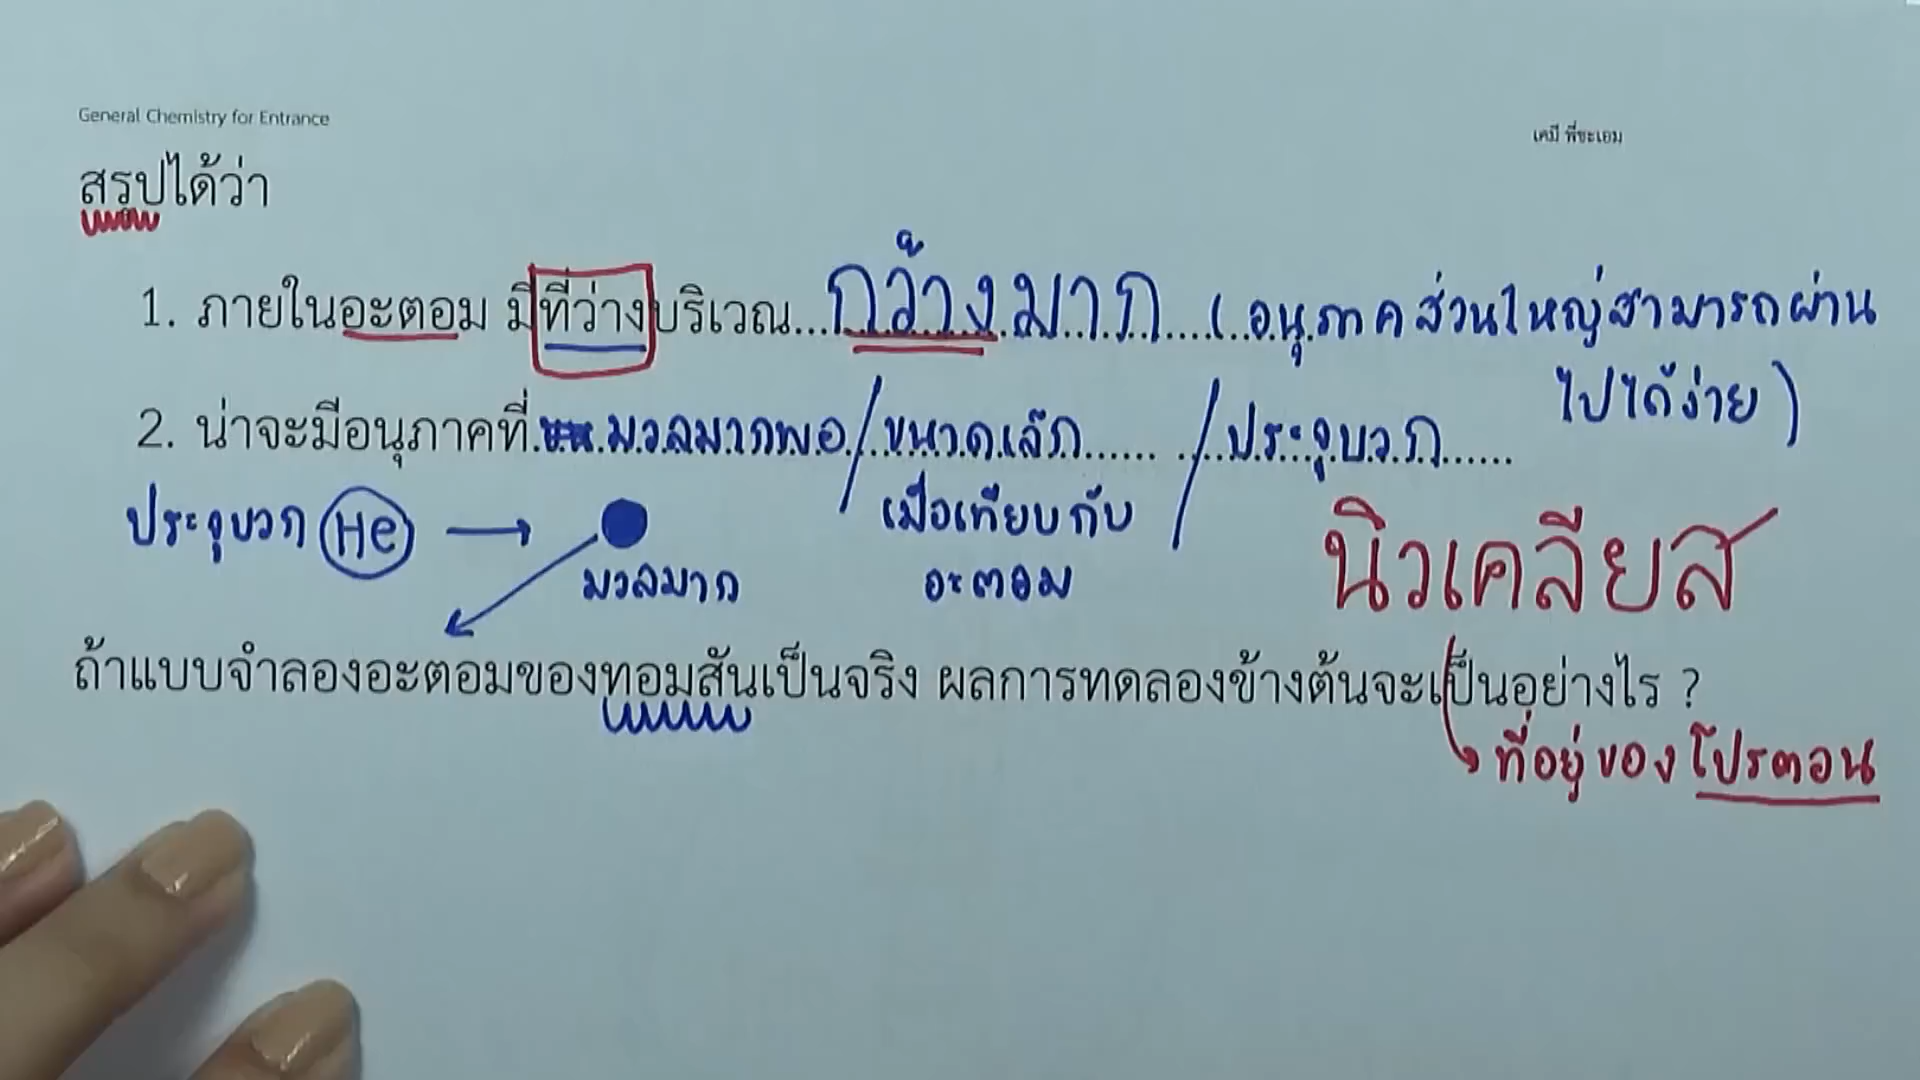 General Chemistry for Entrance
เคมี พี่ชะเอม
สรุปได้ว่า
1. ภายในอะตอม มีที่ว่างบริเวณ...กว้างมาก....(อนุภาคส่วนใหญ่สามารถผ่าน
ไปได้ง่าย)
2. น่าจะมีอนุภาคที่...มวลมากพอ/..ขนาดเล็ก...... /.ประจุบวก......
ประจุบวก He → มวลมาก
เมื่อเทียบกับ
อะตอม
นิวเคลียส
ถ้าแบบจำลองอะตอมของทอมสันเป็นจริง ผลการทดลองข้างต้นจะเป็นอย่างไร ?
ที่อยู่ของโปรตอน